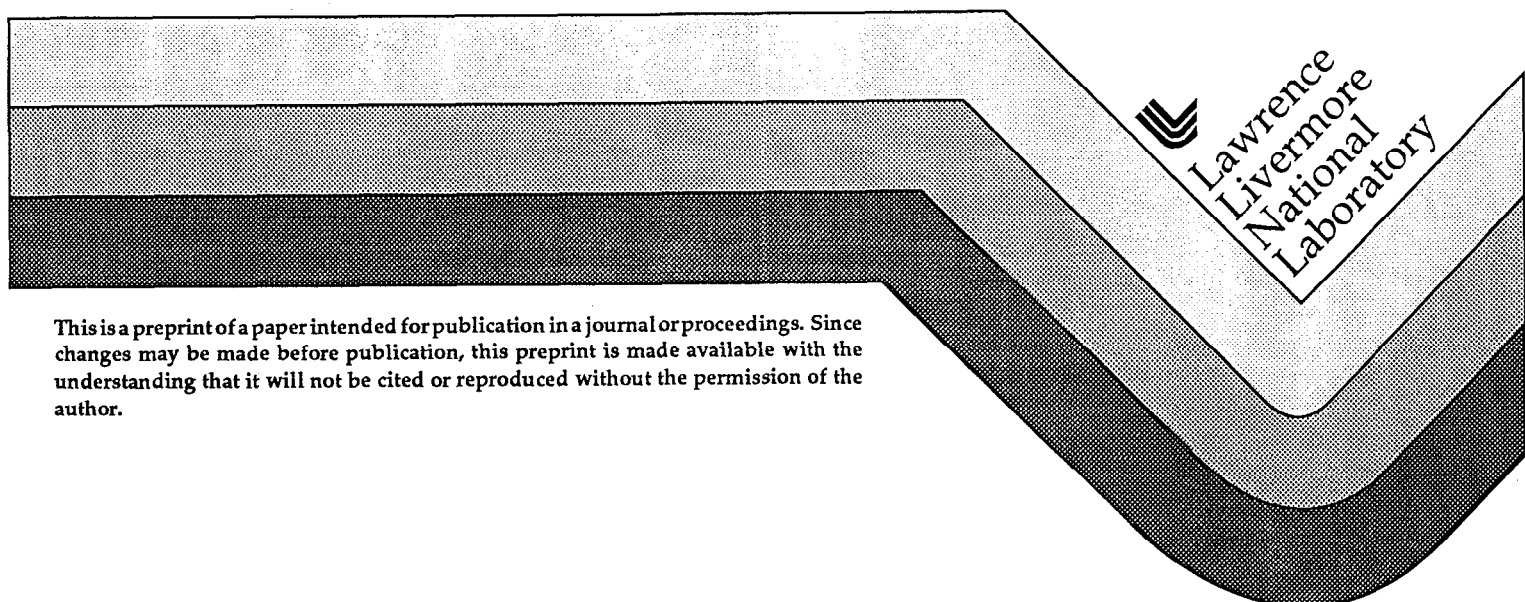 Lawrence
Livermore
National
Laboratory
This is a preprint of a paper intended for publication in a journal or proceedings. Since
changes may be made before publication, this preprint is made available with the
understanding that it will not be cited or reproduced without the permission of the
author.